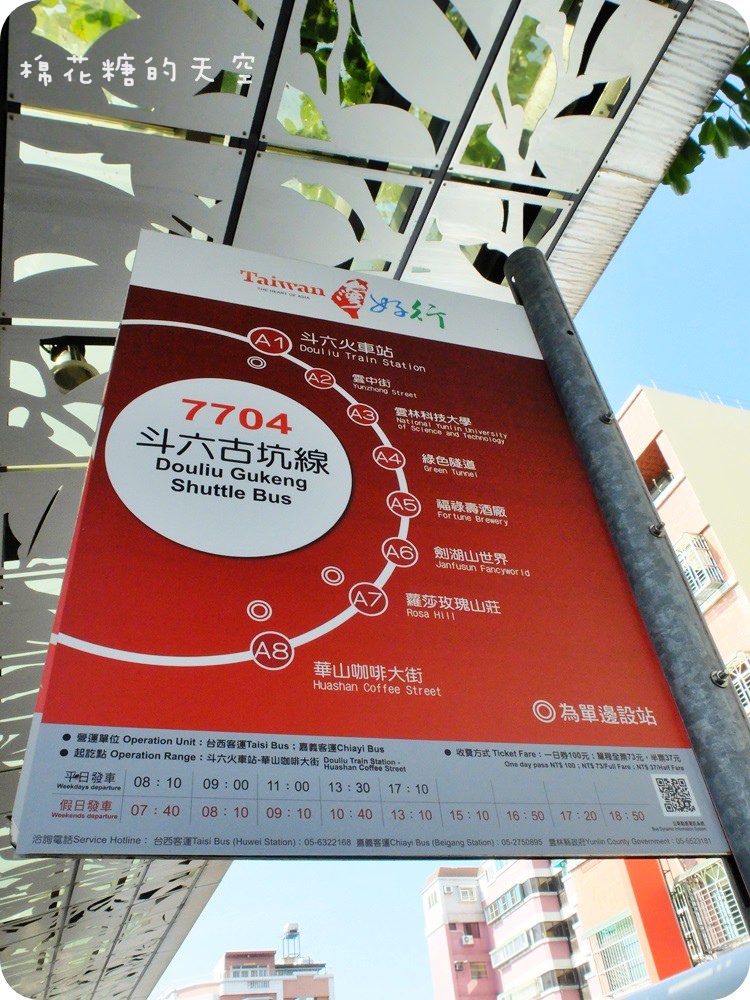 棉花糖的天空
Taiwan
THE HEART OF ASIA
好行
A1 斗六火車站
Douliu Train Station
A2 雲中街
Yunzhong Street
A3 雲林科技大學
National Yunlin University
of Science and Technology
A4 綠色隧道
Green Tunnel
A5 福祿壽酒廠
Fortune Brewery
A6 劍湖山世界
Janfusun Fancyworld
A7 蘿莎玫瑰山莊
Rosa Hill
A8 華山咖啡大街
Huashan Coffee Street
7704
斗六古坑線
Douliu Gukeng
Shuttle Bus
◎為單邊設站
● 營運單位 Operation Unit：台西客運Taisi Bus；嘉義客運Chiayi Bus
● 起訖點 Operation Range：斗六火車站-華山咖啡大街 Douliu Train Station - Huashan Coffee Street
● 收費方式 Ticket Fare：一日券100元；單程全票73元，半票37元
One day pass NT$ 100；NT$ 73/Full Fare；NT$ 37/Half Fare
平日發車 08：10 09：00 11：00 13：30 17：10
Weekdays departure
假日發車 07：40 08：10 09：10 10：40 13：10 15：10 16：50 17：20 18：50
Weekends departure
Bus Dynamic Information System
洽詢電話Service Hotline： 台西客運Taisi Bus (Huwei Station)：05-6322168 嘉義客運Chiayi Bus (Beigang Station)：05-2750895 雲林縣政府Yunlin County Government：05-5523181